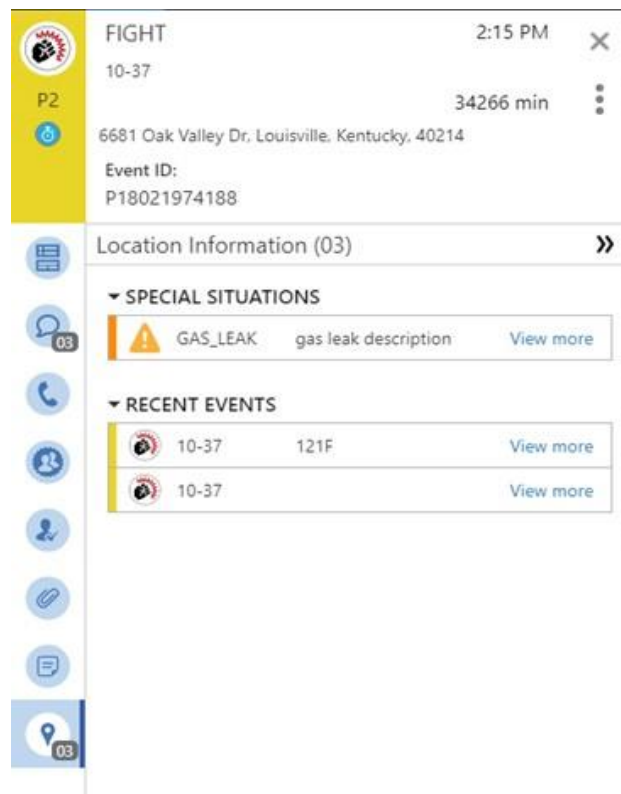 FIGHT 2:15 PM
10-37
P2
34266 min
6681 Oak Valley Dr, Louisville, Kentucky, 40214
Event ID:
P18021974188
Location Information (03)
SPECIAL SITUATIONS
GAS_LEAK gas leak description View more
03
RECENT EVENTS
10-37 121F View more
10-37 View more
03